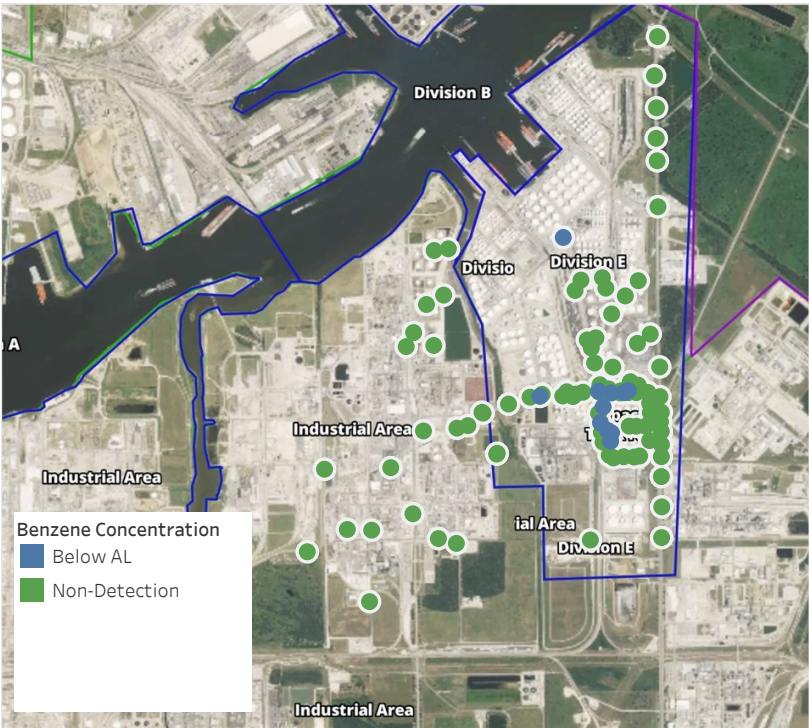 Division B
Divisio
Division E
A
Industrial Area
Industrial Area
ial Area
Division E
Benzene Concentration
Below AL
Non-Detection
Industrial Area